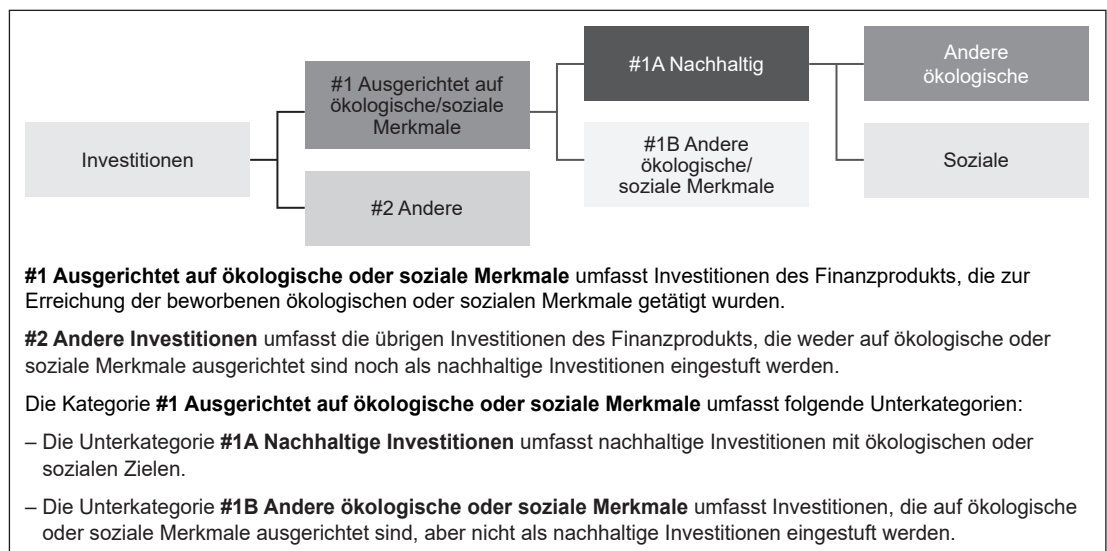 Investitionen
#1 Ausgerichtet auf
ökologische/soziale
Merkmale
#2 Andere
#1A Nachhaltig
#1B Andere
ökologische/
soziale Merkmale
Andere
ökologische
Soziale
#1 Ausgerichtet auf ökologische oder soziale Merkmale umfasst Investitionen des Finanzprodukts, die zur
Erreichung der beworbenen ökologischen oder sozialen Merkmale getätigt wurden.
#2 Andere Investitionen umfasst die übrigen Investitionen des Finanzprodukts, die weder auf ökologische oder
soziale Merkmale ausgerichtet sind noch als nachhaltige Investitionen eingestuft werden.
Die Kategorie #1 Ausgerichtet auf ökologische oder soziale Merkmale umfasst folgende Unterkategorien:
– Die Unterkategorie #1A Nachhaltige Investitionen umfasst nachhaltige Investitionen mit ökologischen oder
sozialen Zielen.
– Die Unterkategorie #1B Andere ökologische oder soziale Merkmale umfasst Investitionen, die auf ökologische
oder soziale Merkmale ausgerichtet sind, aber nicht als nachhaltige Investitionen eingestuft werden.